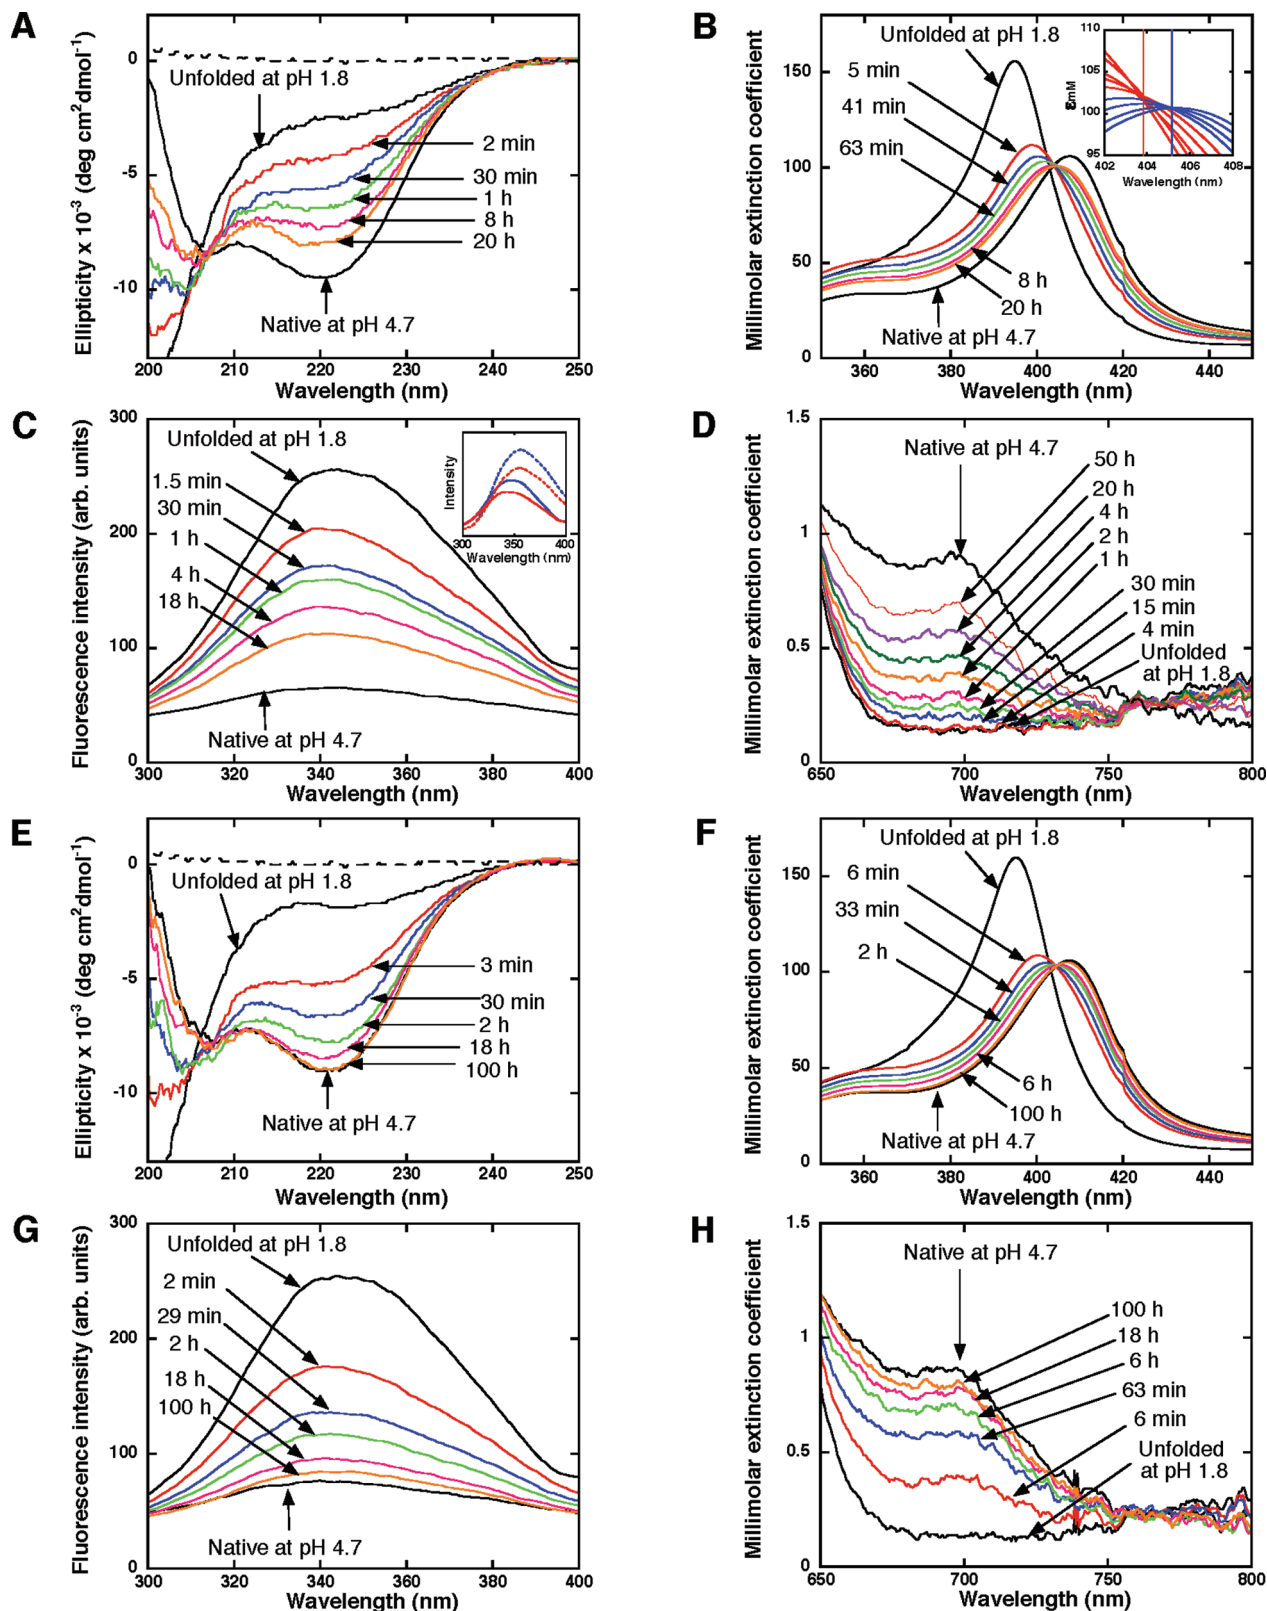 A
Ellipticity x 10-3 (deg cm2dmol-1)
0
-5
-10
Unfolded at pH 1.8
2 min
30 min
1 h
8 h
20 h
Native at pH 4.7
200 210 220 230 240 250
Wavelength (nm)
B
Millimolar extinction coefficient
150
100
50
0
Unfolded at pH 1.8
5 min
41 min
63 min
8 h
20 h
Native at pH 4.7
110
105
100
95
εmM
402 404 406 408
Wavelength (nm)
360 380 400 420 440
Wavelength (nm)
C
Fluorescence intensity (arb. units)
300
200
100
0
Unfolded at pH 1.8
1.5 min
30 min
1 h
4 h
18 h
Native at pH 4.7
Intensity
300 350 400
Wavelength (nm)
300 320 340 360 380 400
Wavelength (nm)
D
Millimolar extinction coefficient
1.5
1
0.5
0
Native at pH 4.7
50 h
20 h
4 h
2 h
1 h
30 min
15 min
4 min
Unfolded
at pH 1.8
650 700 750 800
Wavelength (nm)
E
Ellipticity x 10-3 (deg cm2dmol-1)
0
-5
-10
Unfolded at pH 1.8
3 min
30 min
2 h
18 h
100 h
Native at pH 4.7
200 210 220 230 240 250
Wavelength (nm)
F
Millimolar extinction coefficient
150
100
50
0
Unfolded at pH 1.8
6 min
33 min
2 h
6 h
100 h
Native at pH 4.7
360 380 400 420 440
Wavelength (nm)
G
Fluorescence intensity (arb. units)
300
200
100
0
Unfolded at pH 1.8
2 min
29 min
2 h
18 h
100 h
Native at pH 4.7
300 320 340 360 380 400
Wavelength (nm)
H
Millimolar extinction coefficient
1.5
1
0.5
0
Native at pH 4.7
100 h
18 h
6 h
63 min
6 min
Unfolded
at pH 1.8
650 700 750 800
Wavelength (nm)